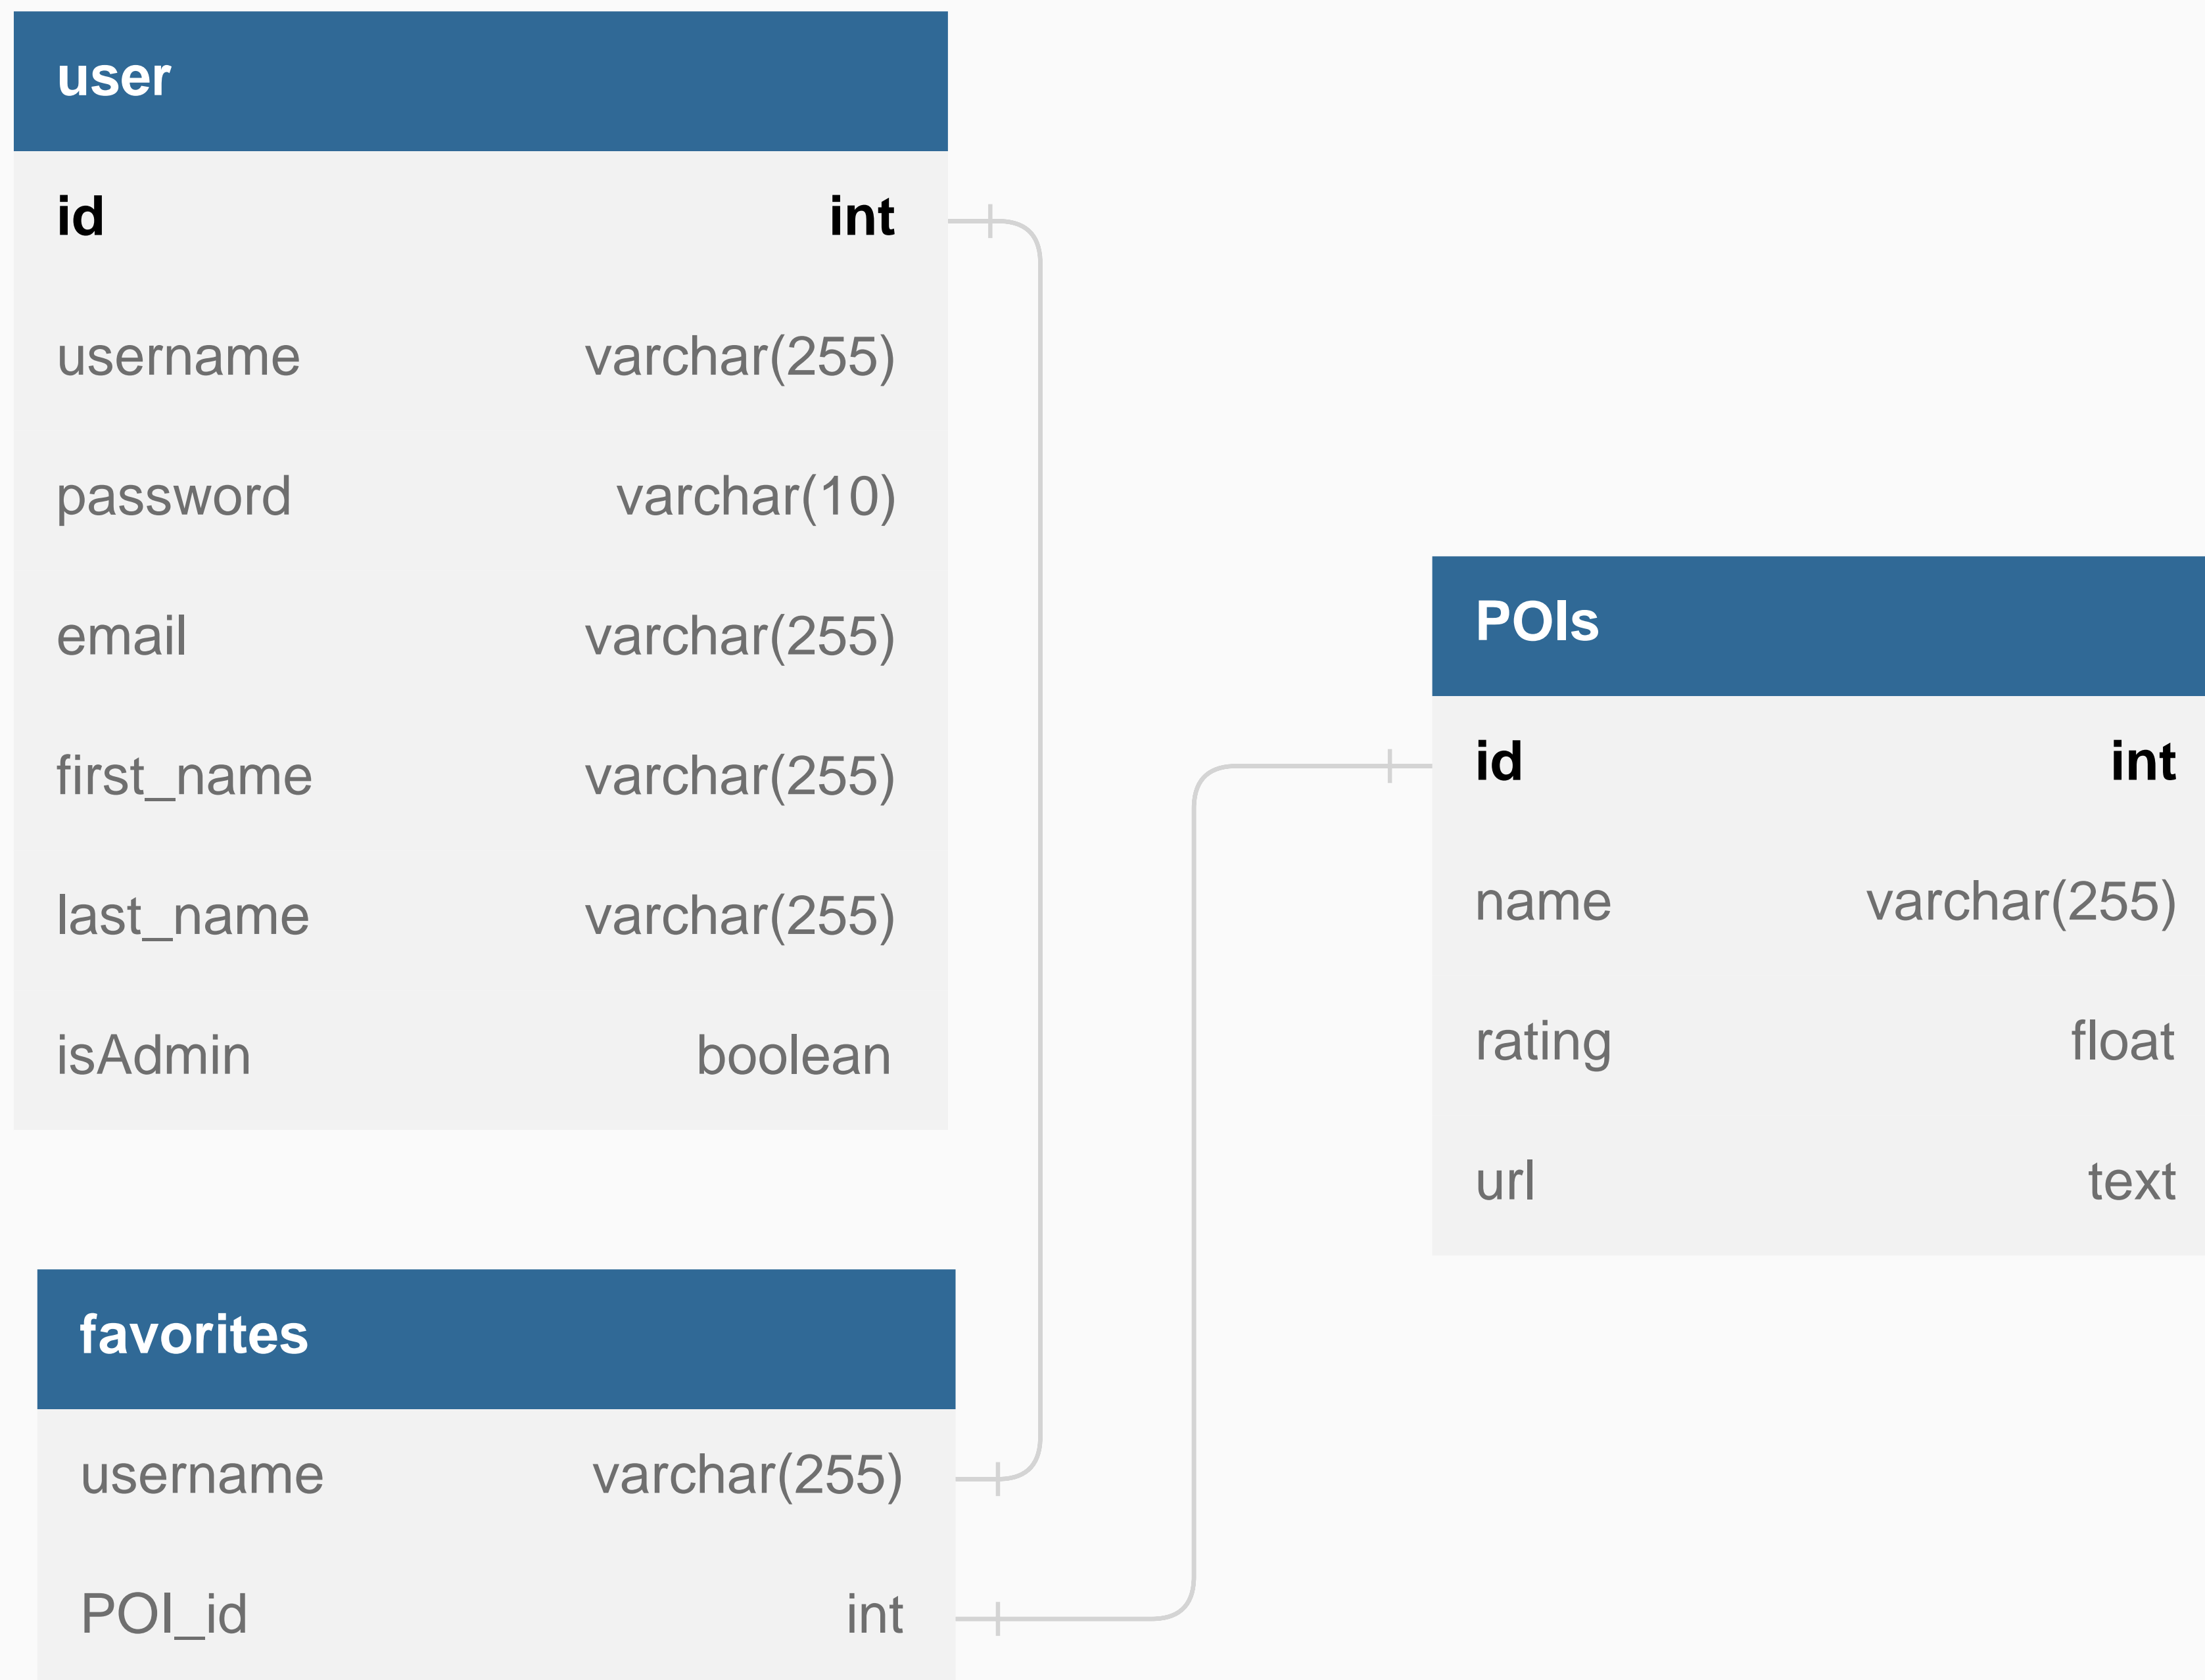 user
id int
username varchar(255)
password varchar(10)
email varchar(255)
first_name varchar(255)
last_name varchar(255)
isAdmin boolean
POIs
id int
name varchar(255)
rating float
url text
favorites
username varchar(255)
POI_id int